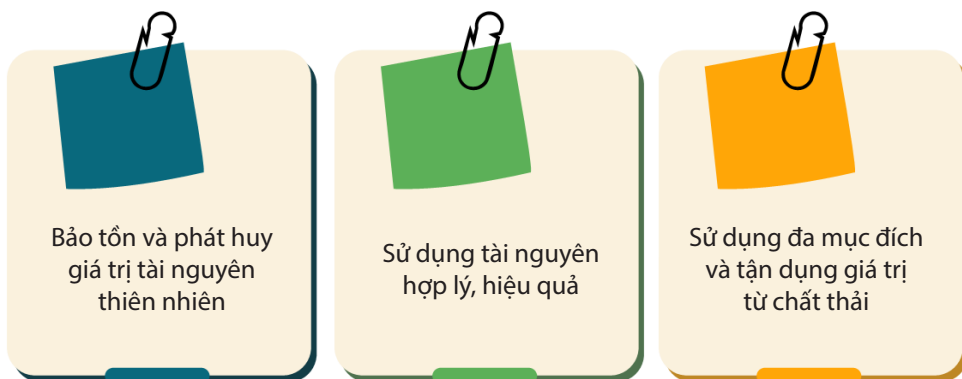 Bảo tồn và phát huy
giá trị tài nguyên
thiên nhiên
Sử dụng tài nguyên
hợp lý, hiệu quả
Sử dụng đa mục đích
và tận dụng giá trị
từ chất thải